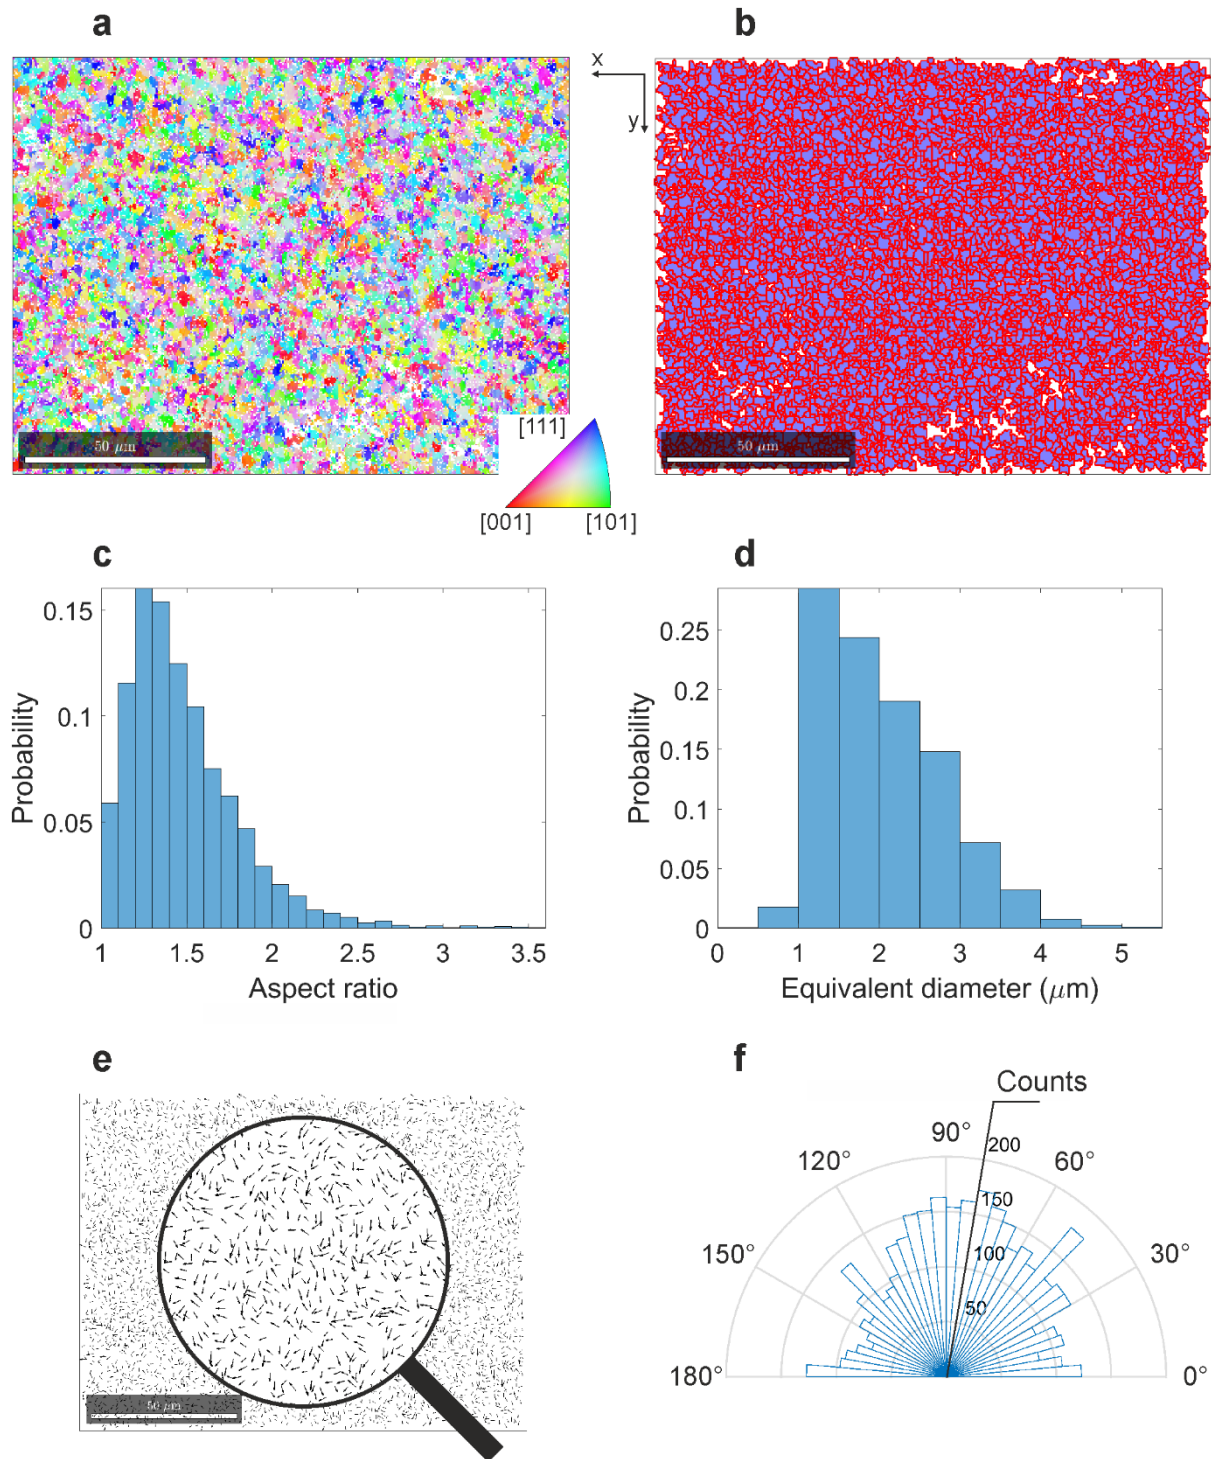 a
b
x
y
50 μm
[111]
[001]
[101]
50 μm
c
d
0.15
0.1
0.05
0
Probability
1
1.5
2
2.5
3
3.5
Aspect ratio
0.25
0.2
0.15
0.1
0.05
0
Probability
0
1
2
3
4
5
Equivalent diameter (μm)
e
f
50 μm
Counts
90°
200
120°
60°
150
150°
100
30°
50
180°
0°